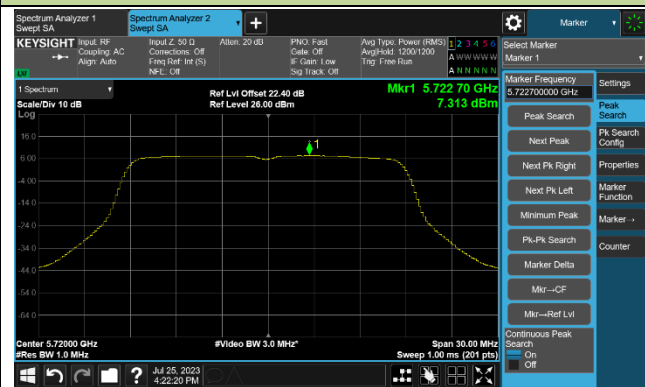 Spectrum Analyzer 1
Swept SA
Spectrum Analyzer 2
Swept SA
Marker
KEYSIGHT
Input: RF
Coupling: AC
Align: Auto
Input Z: 50 Ω
Corrections: Off
Freq Ref: Int (S)
NFE: Off
Atten: 20 dB
PNO: Fast
Gate: Off
IF Gain: Low
Sig Track: Off
Avg Type: Power (RMS)
Avg|Hold: 1200/1200
Trig: Free Run
1 2 3 4 5 6
A W W W W W
A N N N N N
LXI
Select Marker
Marker 1
1 Spectrum
Scale/Div 10 dB
Log
Ref Lvl Offset 22.40 dB
Ref Level 26.00 dBm
Mkr1 5.722 70 GHz
7.313 dBm
16.0
6.00
-4.00
-14.0
-24.0
-34.0
-44.0
-54.0
-64.0
1
Center 5.72000 GHz
#Res BW 1.0 MHz
#Video BW 3.0 MHz*
Span 30.00 MHz
Sweep 1.00 ms (201 pts)
Marker Frequency
5.722700000 GHz
Peak Search
Next Peak
Next Pk Right
Next Pk Left
Minimum Peak
Pk-Pk Search
Marker Delta
Mkr→CF
Mkr→Ref Lvl
Continuous Peak
Search
On
Off
Settings
Peak
Search
Pk Search
Config
Properties
Marker
Function
Marker→
Counter
?
Jul 25, 2023
4:22:20 PM